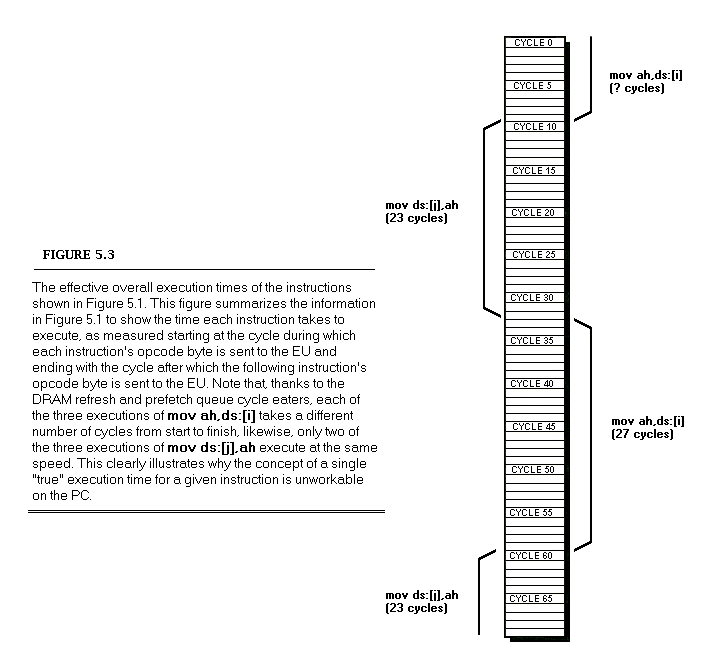 FIGURE 5.3
The effective overall execution times of the instructions
shown in Figure 5.1. This figure summarizes the information
in Figure 5.1 to show the time each instruction takes to
execute, as measured starting at the cycle during which
each instruction's opcode byte is sent to the EU and
ending with the cycle after which the following instruction's
opcode byte is sent to the EU. Note that, thanks to the
DRAM refresh and prefetch queue cycle eaters, each of
the three executions of mov ah,ds:[i] takes a different
number of cycles from start to finish, likewise, only two of
the three executions of mov ds:[j],ah execute at the same
speed. This clearly illustrates why the concept of a single
"true" execution time for a given instruction is unworkable
on the PC.
mov ds:[j],ah
(23 cycles)
mov ds:[j],ah
(23 cycles)
CYCLE 0
CYCLE 5
CYCLE 10
CYCLE 15
CYCLE 20
CYCLE 25
CYCLE 30
CYCLE 35
CYCLE 40
CYCLE 45
CYCLE 50
CYCLE 55
CYCLE 60
CYCLE 65
mov ah,ds:[i]
(? cycles)
mov ah,ds:[i]
(27 cycles)